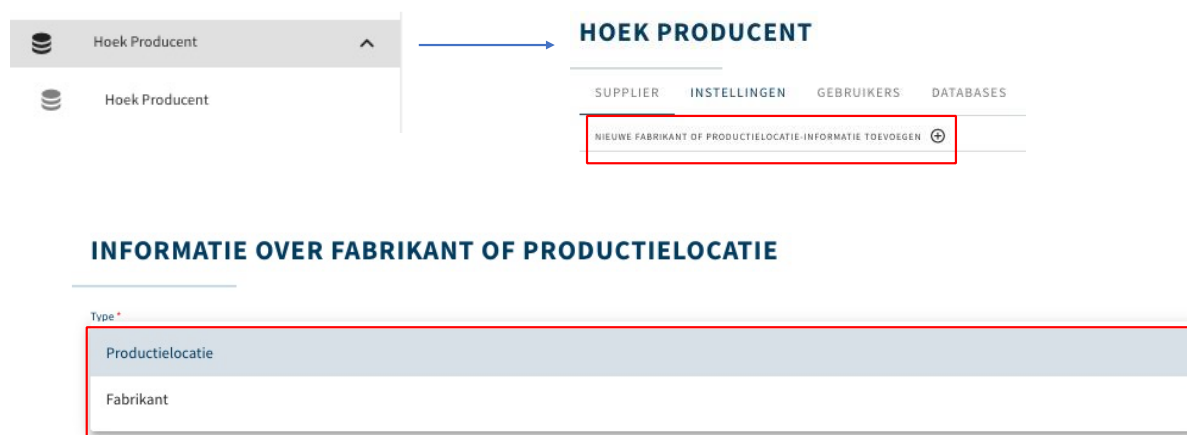 Hoek Producent
Hoek Producent
HOEK PRODUCENT
SUPPLIER INSTELLINGEN GEBRUIKERS DATABASES
NIEUWE FABRIKANT OF PRODUCTIELOCATIE-INFORMATIE TOEVOEGEN
INFORMATIE OVER FABRIKANT OF PRODUCTIELOCATIE
Type *
Productielocatie
Fabrikant